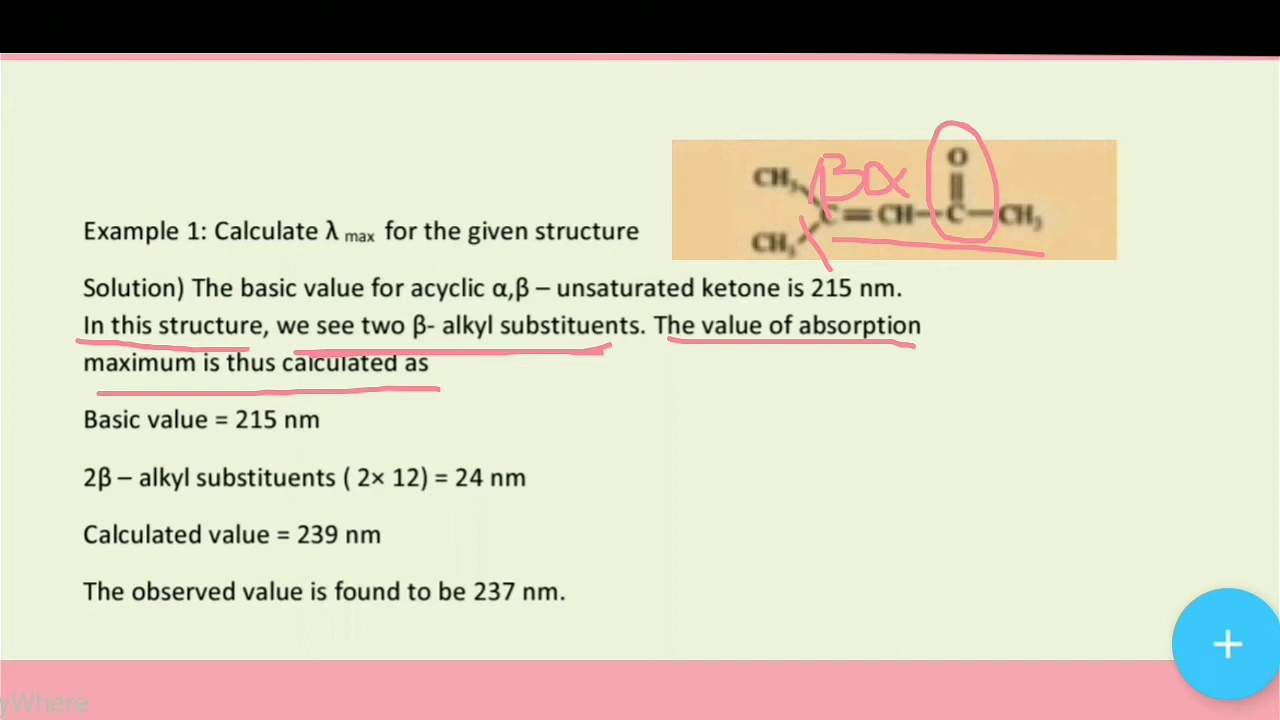 CH₃
O
βα
C=CH—C—CH₃
CH₃
Example 1: Calculate λ max for the given structure
Solution) The basic value for acyclic α,β – unsaturated ketone is 215 nm.
In this structure, we see two β- alkyl substituents. The value of absorption
maximum is thus calculated as
Basic value = 215 nm
2β – alkyl substituents ( 2× 12) = 24 nm
Calculated value = 239 nm
The observed value is found to be 237 nm.
+
yWhere